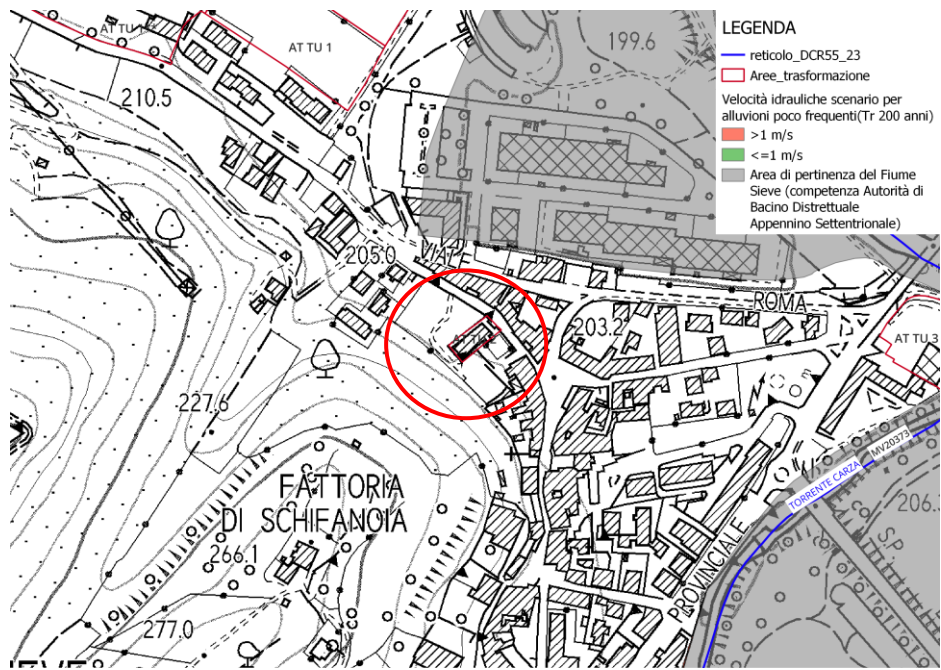 LEGENDA
reticolo_DCR55_23
Aree_trasformazione
Velocità idrauliche scenario per
alluvioni poco frequenti(Tr 200 anni)
>1 m/s
<=1 m/s
Area di pertinenza del Fiume
Sieve (competenza Autorità di
Bacino Distrettuale
Appennino Settentrionale)
AT TU 1
199.6
210.5
205.0
VIALE
ROMA
203.2
AT TU
AT TU 3
227.6
FATTORIA
DI SCHIFANOIA
266.1
277.0
PROVINCIALE
TORRENTE CARZA
MV20373
206.
S.P.